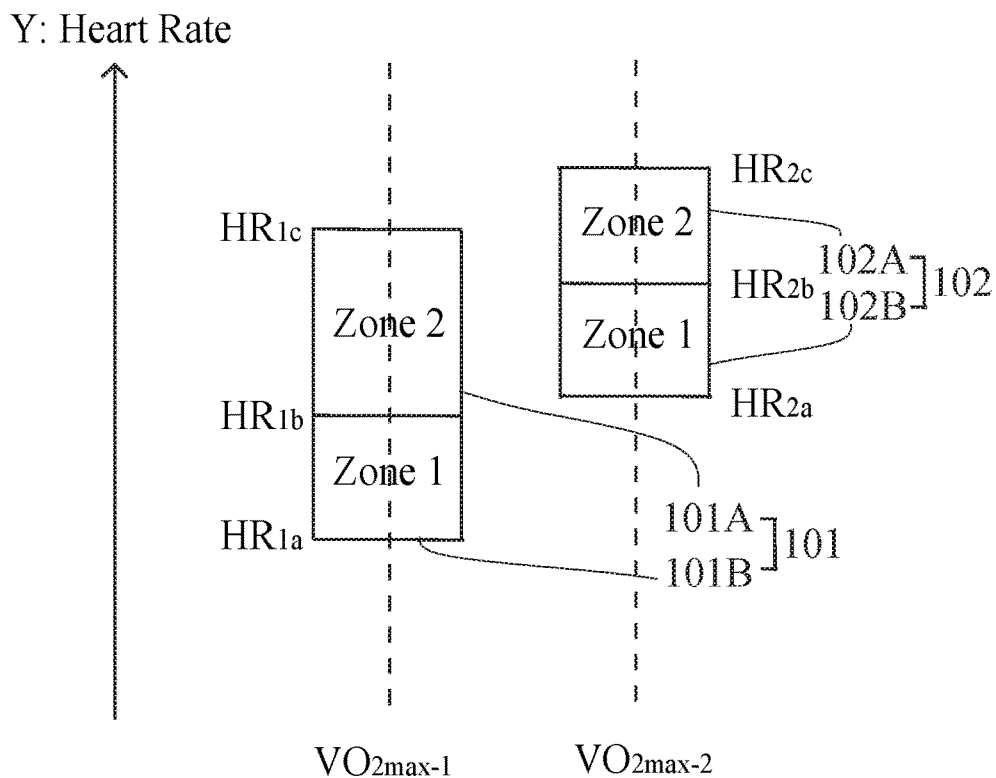 Y: Heart Rate
HR2c
Zone 2
HR1c
102A
102
HR2b
102B
Zone 2
Zone 1
HR2a
HR1b
Zone 1
101A
HR1a
101
101B
VO2max-1
VO2max-2